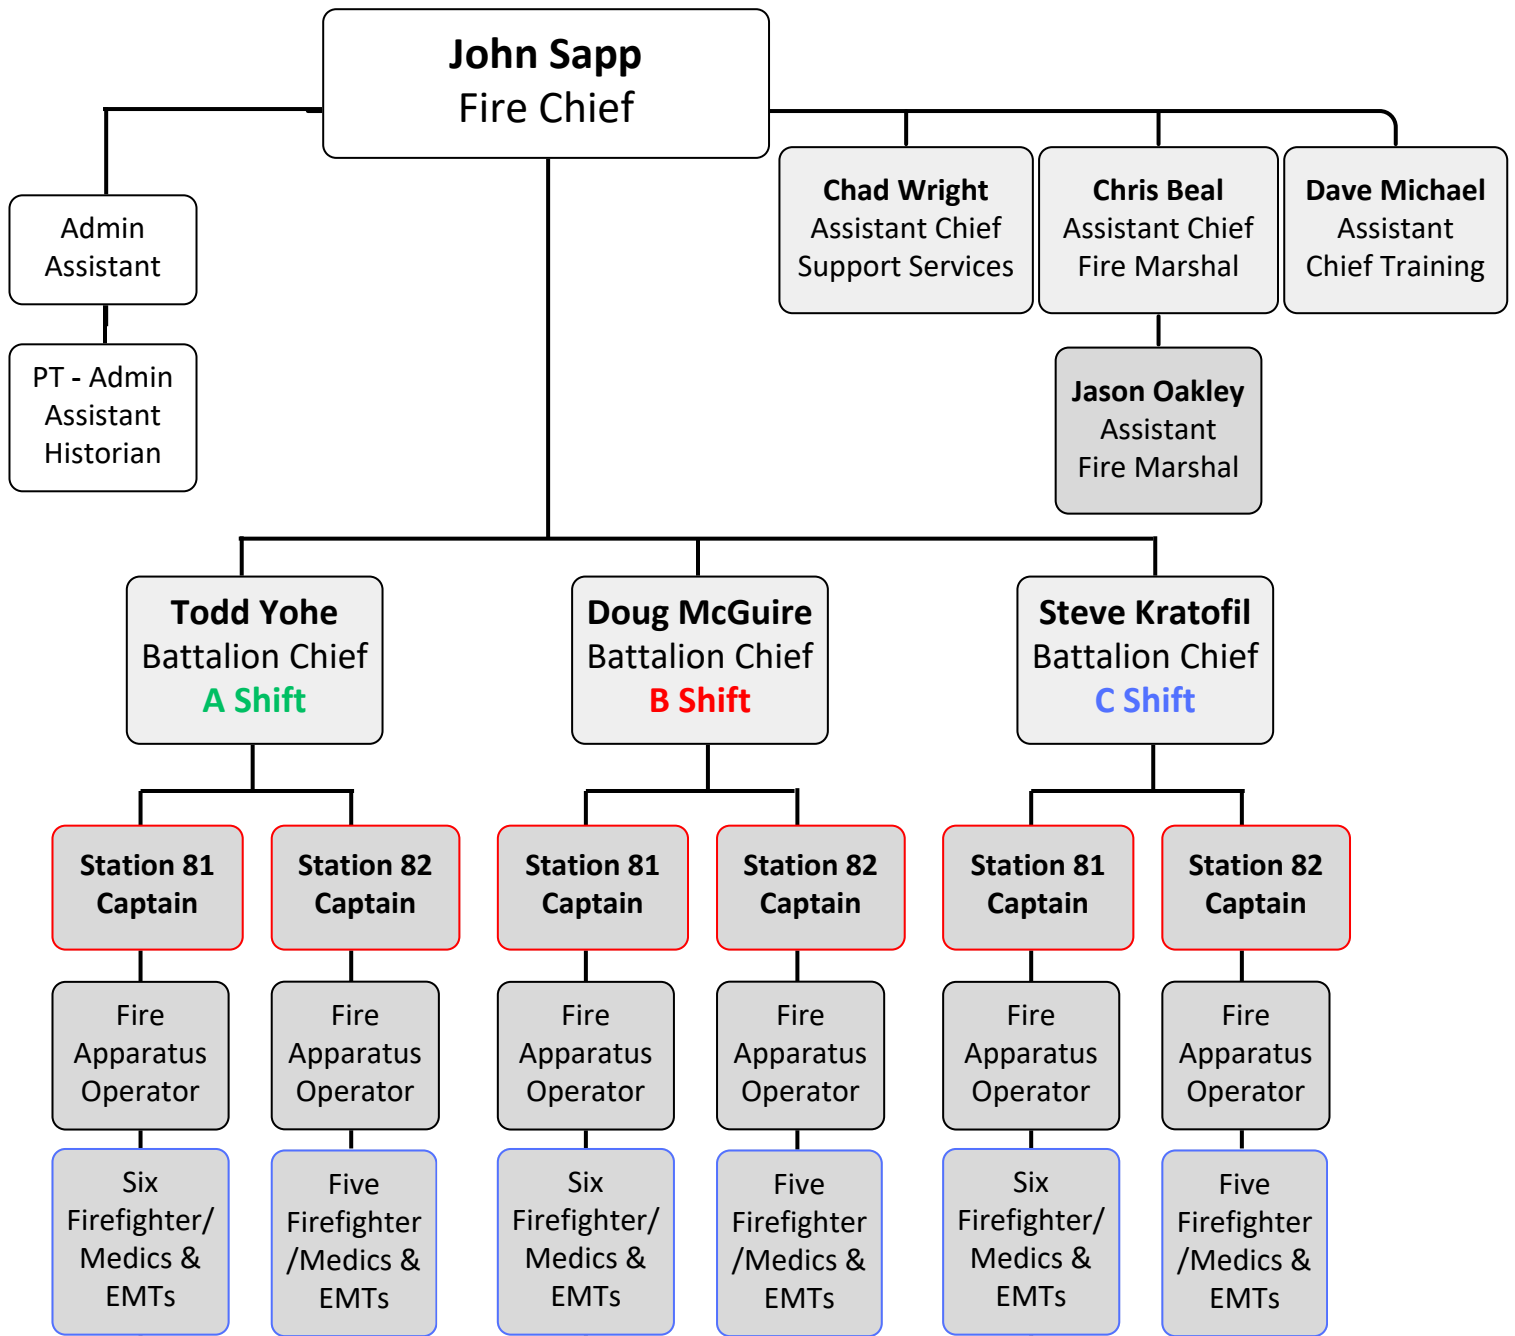 John Sapp
Fire Chief
Admin
Assistant
PT - Admin
Assistant
Historian
Chad Wright
Assistant Chief
Support Services
Chris Beal
Assistant Chief
Fire Marshal
Dave Michael
Assistant
Chief Training
Jason Oakley
Assistant
Fire Marshal
Todd Yohe
Battalion Chief
A Shift
Doug McGuire
Battalion Chief
B Shift
Steve Kratofil
Battalion Chief
C Shift
Station 81
Captain
Station 82
Captain
Station 81
Captain
Station 82
Captain
Station 81
Captain
Station 82
Captain
Fire
Apparatus
Operator
Fire
Apparatus
Operator
Fire
Apparatus
Operator
Fire
Apparatus
Operator
Fire
Apparatus
Operator
Fire
Apparatus
Operator
Six
Firefighter/
Medics &
EMTs
Five
Firefighter
/Medics &
EMTs
Six
Firefighter/
Medics &
EMTs
Five
Firefighter
/Medics &
EMTs
Six
Firefighter/
Medics &
EMTs
Five
Firefighter
/Medics &
EMTs